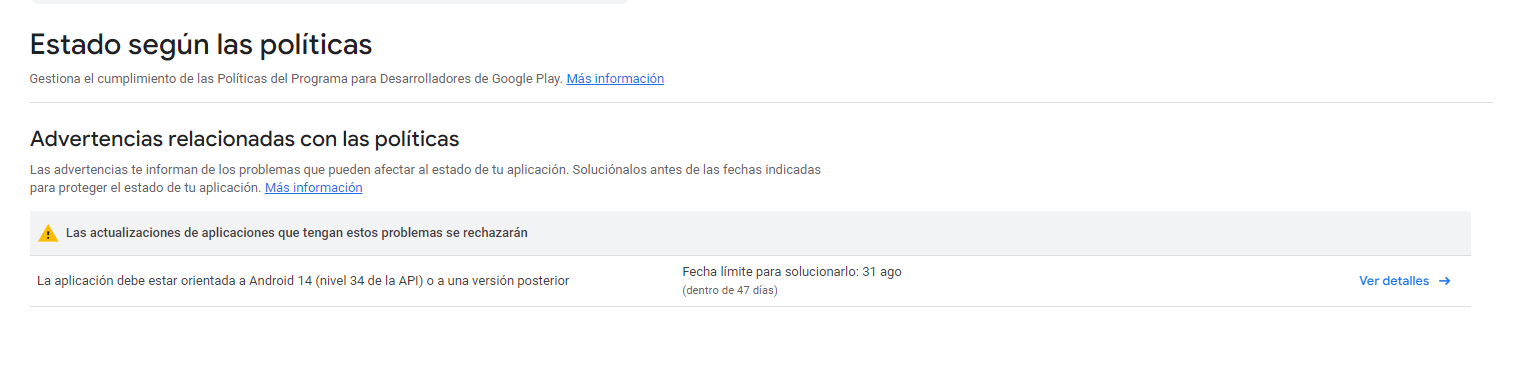 Estado según las políticas
Gestiona el cumplimiento de las Políticas del Programa para Desarrolladores de Google Play. Más información
Advertencias relacionadas con las políticas
Las advertencias te informan de los problemas que pueden afectar al estado de tu aplicación. Soluciónalos antes de las fechas indicadas
para proteger el estado de tu aplicación. Más información
Las actualizaciones de aplicaciones que tengan estos problemas se rechazarán
La aplicación debe estar orientada a Android 14 (nivel 34 de la API) o a una versión posterior
Fecha límite para solucionarlo: 31 ago
(dentro de 47 días)
Ver detalles